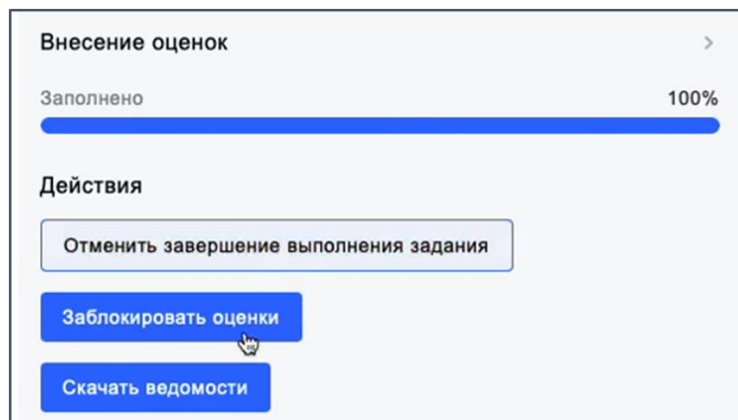 Внесение оценок
Заполнено 100%
Действия
Отменить завершение выполнения задания
Заблокировать оценки
Скачать ведомости